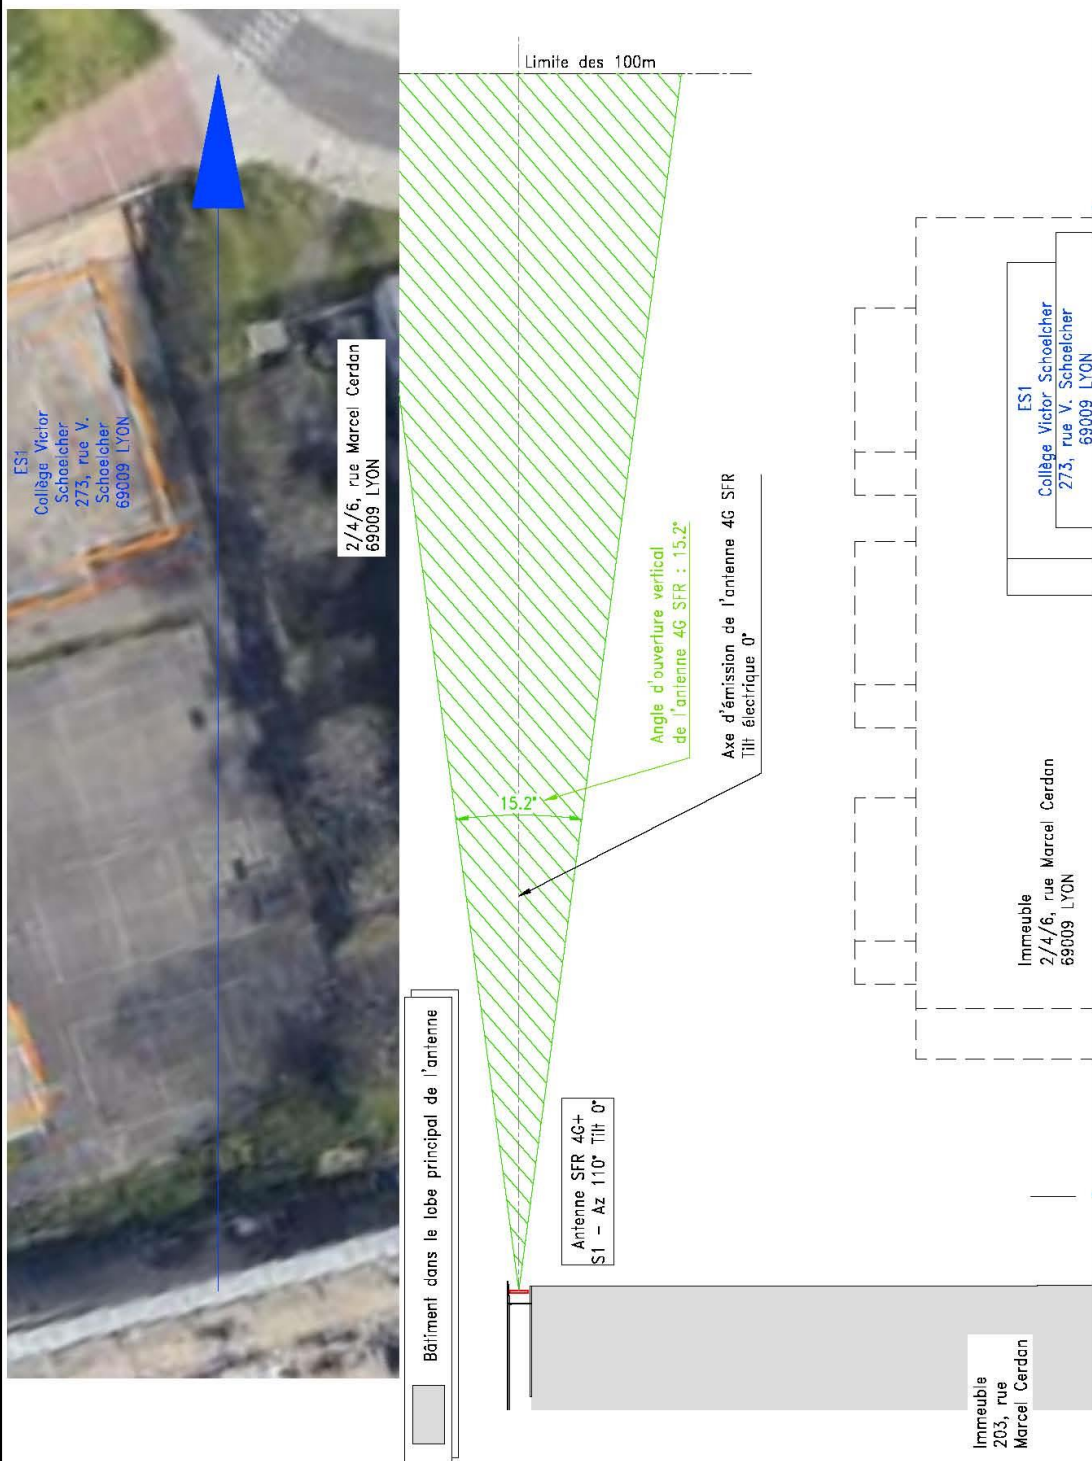 Limite des 100m
ES1
Collège Victor
Schoelcher
273, rue V.
Schoelcher
69009 LYON
2/4/6, rue Marcel Cerdan
69009 LYON
Angle d'ouverture vertical
de l'antenne 4G SFR : 15.2°
15.2°
Axe d'émission de l'antenne 4G SFR
Tilt électrique 0°
ES1
Collège Victor Schoelcher
273, rue V. Schoelcher
69009 LYON
Immeuble
2/4/6, rue Marcel Cerdan
69009 LYON
Bâtiment dans le lobe principal de l'antenne
Antenne SFR 4G+
S1 - Az 110° Tilt 0°
Immeuble
203, rue
Marcel Cerdan